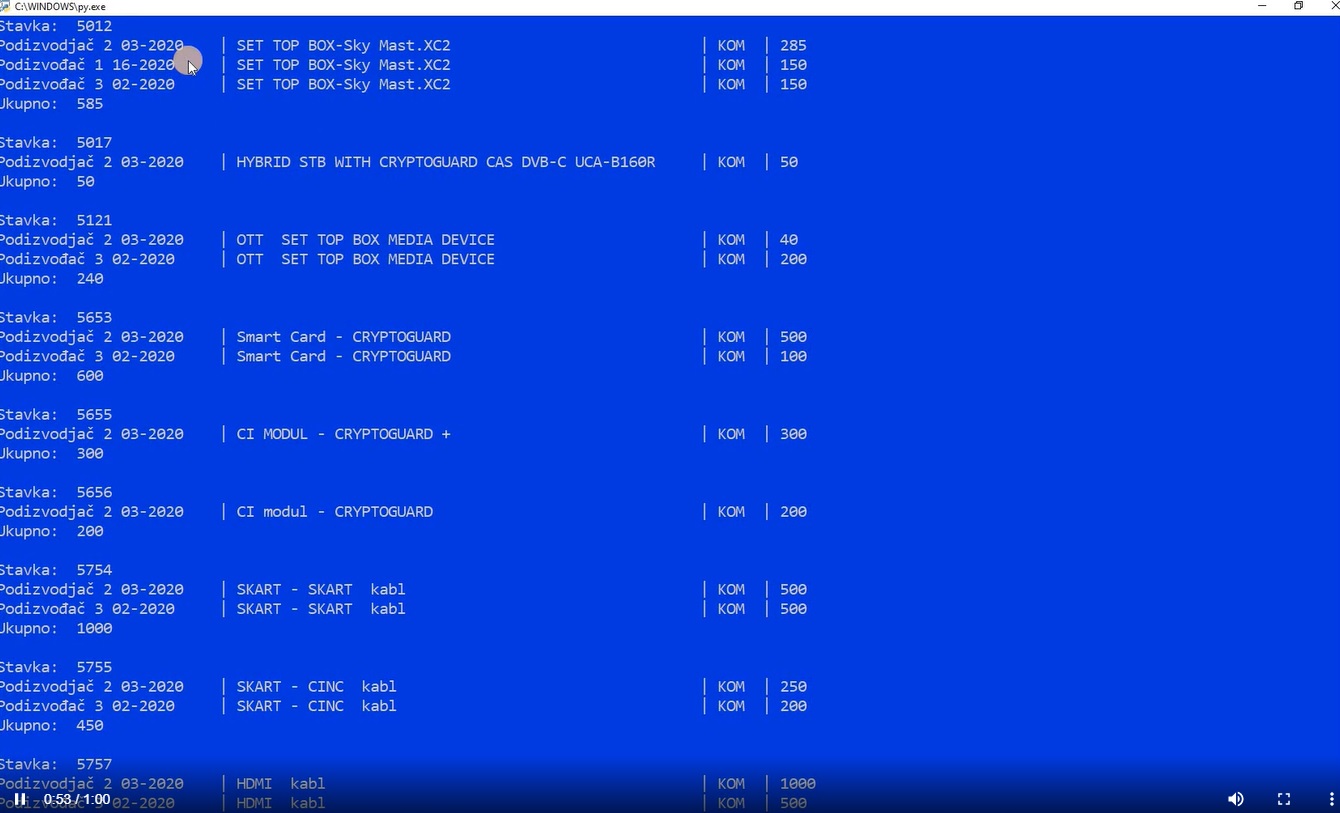 C:\WINDOWS\py.exe
Stavka: 5012
Podizvodjač 2 03-2020 | SET TOP BOX-Sky Mast.XC2 | KOM | 285
Podizvođač 1 16-2020 | SET TOP BOX-Sky Mast.XC2 | KOM | 150
Podizvođač 3 02-2020 | SET TOP BOX-Sky Mast.XC2 | KOM | 150
Ukupno: 585
Stavka: 5017
Podizvodjač 2 03-2020 | HYBRID STB WITH CRYPTOGUARD CAS DVB-C UCA-B160R | KOM | 50
Ukupno: 50
Stavka: 5121
Podizvodjač 2 03-2020 | OTT  SET TOP BOX MEDIA DEVICE | KOM | 40
Podizvođač 3 02-2020 | OTT  SET TOP BOX MEDIA DEVICE | KOM | 200
Ukupno: 240
Stavka: 5653
Podizvodjač 2 03-2020 | Smart Card - CRYPTOGUARD | KOM | 500
Podizvođač 3 02-2020 | Smart Card - CRYPTOGUARD | KOM | 100
Ukupno: 600
Stavka: 5655
Podizvodjač 2 03-2020 | CI MODUL - CRYPTOGUARD + | KOM | 300
Ukupno: 300
Stavka: 5656
Podizvodjač 2 03-2020 | CI modul - CRYPTOGUARD | KOM | 200
Ukupno: 200
Stavka: 5754
Podizvodjač 2 03-2020 | SKART - SKART  kabl | KOM | 500
Podizvođač 3 02-2020 | SKART - SKART  kabl | KOM | 500
Ukupno: 1000
Stavka: 5755
Podizvodjač 2 03-2020 | SKART - CINC  kabl | KOM | 250
Podizvođač 3 02-2020 | SKART - CINC  kabl | KOM | 200
Ukupno: 450
Stavka: 5757
Podizvodjač 2 03-2020 | HDMI  kabl | KOM | 1000
02-2020 | HDMI  kabl | KOM | 500
0:53 / 1:00